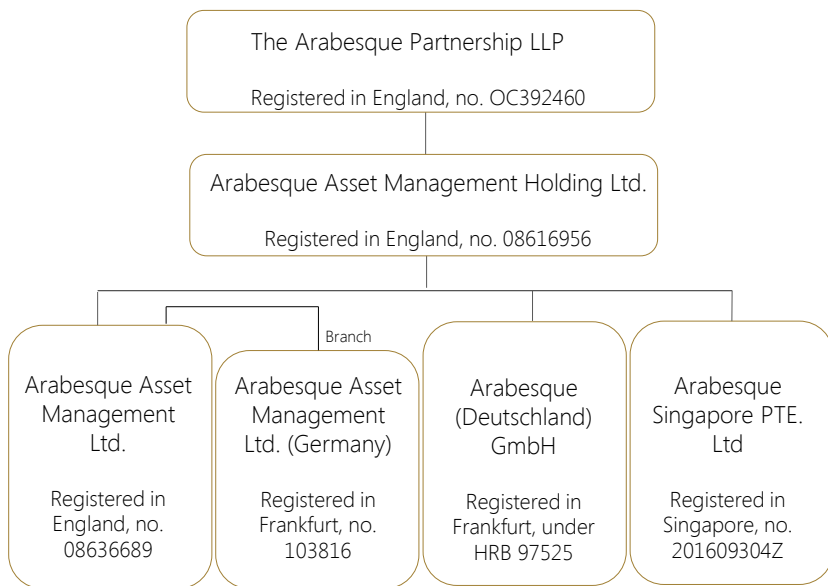 The Arabesque Partnership LLP
Registered in England, no. OC392460
Arabesque Asset Management Holding Ltd.
Registered in England, no. 08616956
Branch
Arabesque Asset
Management
Ltd.
Registered in
England, no.
08636689
Arabesque Asset
Management
Ltd. (Germany)
Registered in
Frankfurt, no.
103816
Arabesque
(Deutschland)
GmbH
Registered in
Frankfurt, under
HRB 97525
Arabesque
Singapore PTE.
Ltd
Registered in
Singapore, no.
201609304Z